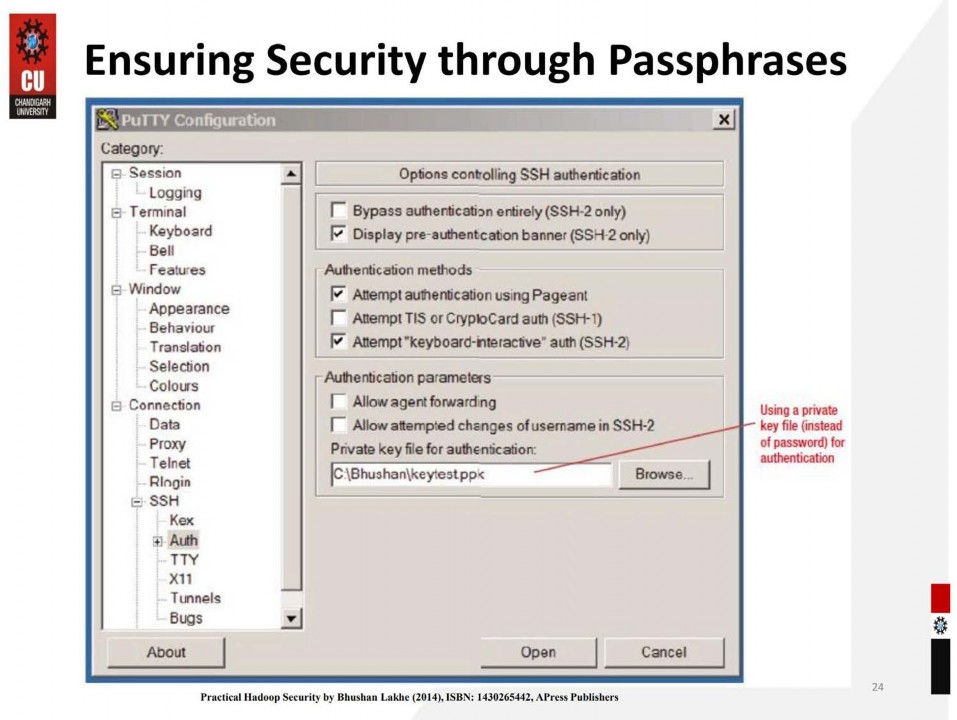 CU
CHANDIGARH
UNIVERSITY
Ensuring Security through Passphrases
PuTTY Configuration
Category:
Session
Logging
Terminal
Keyboard
Bell
Features
Window
Appearance
Behaviour
Translation
Selection
Colours
Connection
Data
Proxy
Telnet
Rlogin
SSH
Kex
Auth
TTY
X11
Tunnels
Bugs
Options controlling SSH authentication
Bypass authentication entirely (SSH-2 only)
Display pre-authentication banner (SSH-2 only)
Authentication methods
Attempt authentication using Pageant
Attempt TIS or CryptoCard auth (SSH-1)
Attempt "keyboard-interactive" auth (SSH-2)
Authentication parameters
Allow agent forwarding
Allow attempted changes of username in SSH-2
Private key file for authentication:
C:\Bhushan\keytest.ppk
Browse...
Using a private
key file (instead
of password) for
authentication
About
Open
Cancel
Practical Hadoop Security by Bhushan Lakhe (2014), ISBN: 1430265442, APress Publishers
24